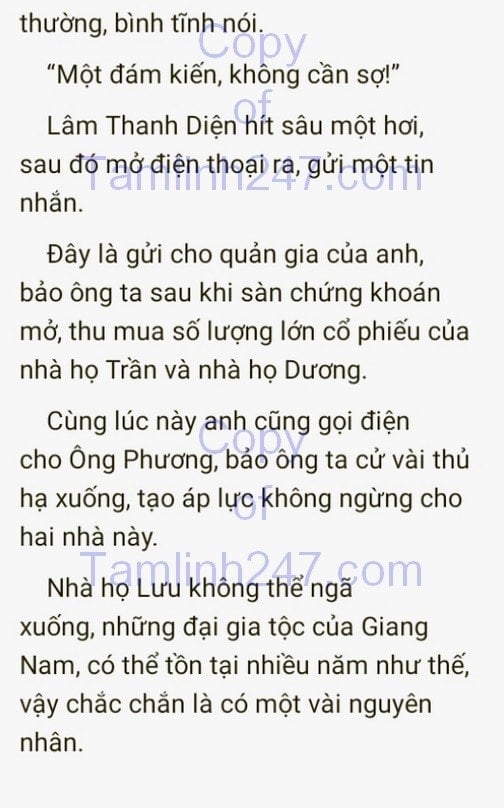 thường, bình tĩnh nói.
“Một đám kiến, không cần sợ!”
Lâm Thanh Diện hít sâu một hơi,
sau đó mở điện thoại ra, gửi một tin
nhắn.
Đây là gửi cho quản gia của anh,
bảo ông ta sau khi sàn chứng khoán
mở, thu mua số lượng lớn cổ phiếu của
nhà họ Trần và nhà họ Dương.
Cùng lúc này anh cũng gọi điện
cho Ông Phương, bảo ông ta cử vài thủ
hạ xuống, tạo áp lực không ngừng cho
hai nhà này.
Nhà họ Lưu không thể ngã
xuống, những đại gia tộc của Giang
Nam, có thể tồn tại nhiều năm như thế,
vậy chắc chắn là có một vài nguyên
nhân.
Copy
of
Tamlinh247.com
Copy
of
Tamlinh247.com